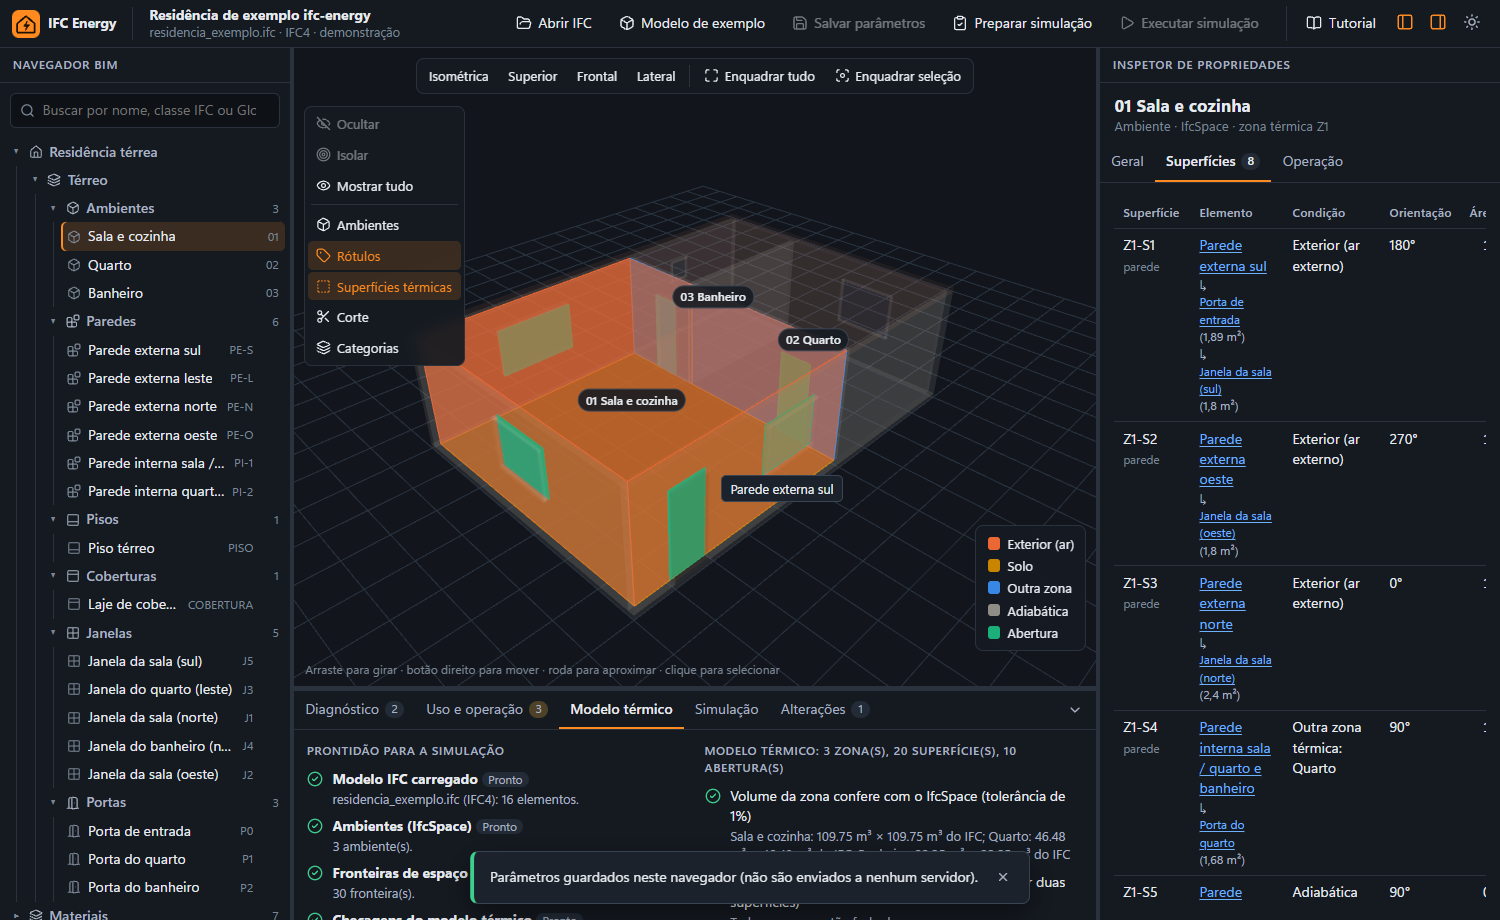 IFC Energy
Residência de exemplo ifc-energy
residencia_exemplo.ifc · IFC4 · demonstração
Abrir IFC
Modelo de exemplo
Salvar parâmetros
Preparar simulação
Executar simulação
Tutorial
NAVEGADOR BIM
Buscar por nome, classe IFC ou Glc
Residência térrea
Térreo
Ambientes 3
Sala e cozinha 01
Quarto 02
Banheiro 03
Paredes 6
Parede externa sul PE-S
Parede externa leste PE-L
Parede externa norte PE-N
Parede externa oeste PE-O
Parede interna sala /... PI-1
Parede interna quart... PI-2
Pisos 1
Piso térreo PISO
Coberturas 1
Laje de cobe... COBERTURA
Janelas 5
Janela da sala (sul) J5
Janela do quarto (leste) J3
Janela da sala (norte) J1
Janela do banheiro (n... J4
Janela da sala (oeste) J2
Portas 3
Porta de entrada P0
Porta do quarto P1
Porta do banheiro P2
Materiais 7
Isométrica
Superior
Frontal
Lateral
Enquadrar tudo
Enquadrar seleção
Ocultar
Isolar
Mostrar tudo
Ambientes
Rótulos
Superfícies térmicas
Corte
Categorias
03 Banheiro
02 Quarto
01 Sala e cozinha
Parede externa sul
Exterior (ar)
Solo
Outra zona
Adiabática
Abertura
Arraste para girar · botão direito para mover · roda para aproximar · clique para selecionar
Diagnóstico 2
Uso e operação 3
Modelo térmico
Simulação
Alterações 1
PRONTIDÃO PARA A SIMULAÇÃO
Modelo IFC carregado Pronto
residencia_exemplo.ifc (IFC4): 16 elementos.
Ambientes (IfcSpace) Pronto
3 ambiente(s).
Fronteiras de espaço
30 fronteira(s).
Checagens do modelo térmico Pronto
MODELO TÉRMICO: 3 ZONA(S), 20 SUPERFÍCIE(S), 10
ABERTURA(S)
Volume da zona confere com o IfcSpace (tolerância de
1%)
Sala e cozinha: 109.75 m³ × 109.75 m³ do IFC; Quarto: 46.48
do IFC
r duas
superfícies)
Parâmetros guardados neste navegador (não são enviados a nenhum servidor).
INSPETOR DE PROPRIEDADES
01 Sala e cozinha
Ambiente · IfcSpace · zona térmica Z1
Geral
Superfícies 8
Operação
Superfície Elemento Condição Orientação Áre
Z1-S1 Parede Exterior (ar 180°
parede externa sul externo)
↳
Porta de
entrada
(1,89 m²)
↳
Janela da sala
(sul)
(1,8 m²)
Z1-S2 Parede Exterior (ar 270°
parede externa externo)
oeste
↳
Janela da sala
(oeste)
(1,8 m²)
Z1-S3 Parede Exterior (ar 0°
parede externa externo)
norte
↳
Janela da sala
(norte)
(2,4 m²)
Z1-S4 Parede Outra zona 90°
parede interna sala térmica:
/ quarto e Quarto
banheiro
↳
Porta do
quarto
(1,68 m²)
Z1-S5 Parede Adiabática 90°